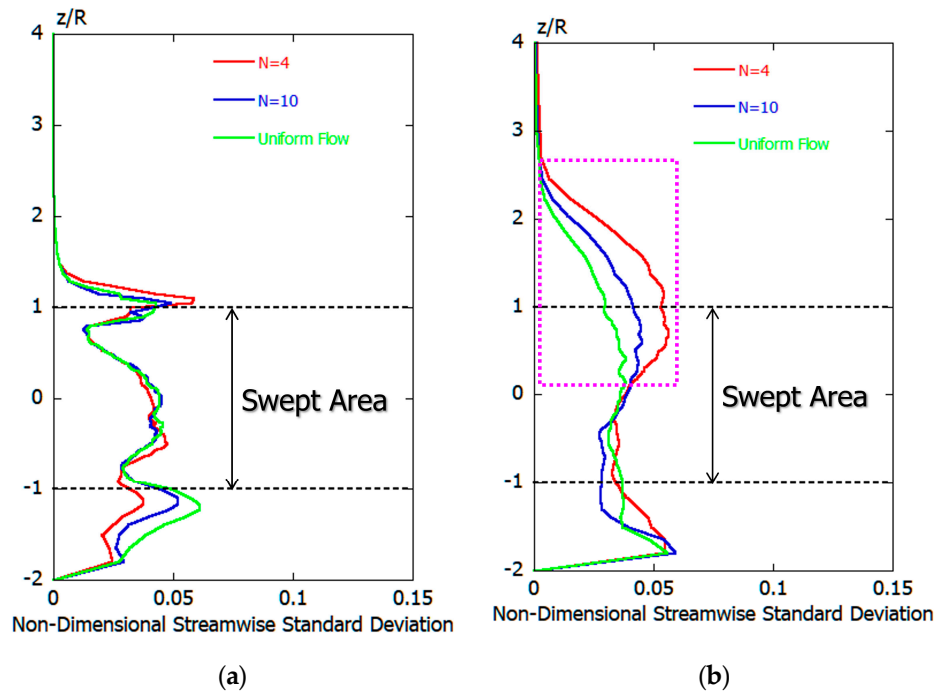 z/R
4
3
2
1
0
-1
-2
N=4
N=10
Uniform Flow
Swept Area
0
0.05
0.1
0.15
Non-Dimensional Streamwise Standard Deviation
(a)
z/R
4
3
2
1
0
-1
-2
N=4
N=10
Uniform Flow
Swept Area
0
0.05
0.1
0.15
Non-Dimensional Streamwise Standard Deviation
(b)